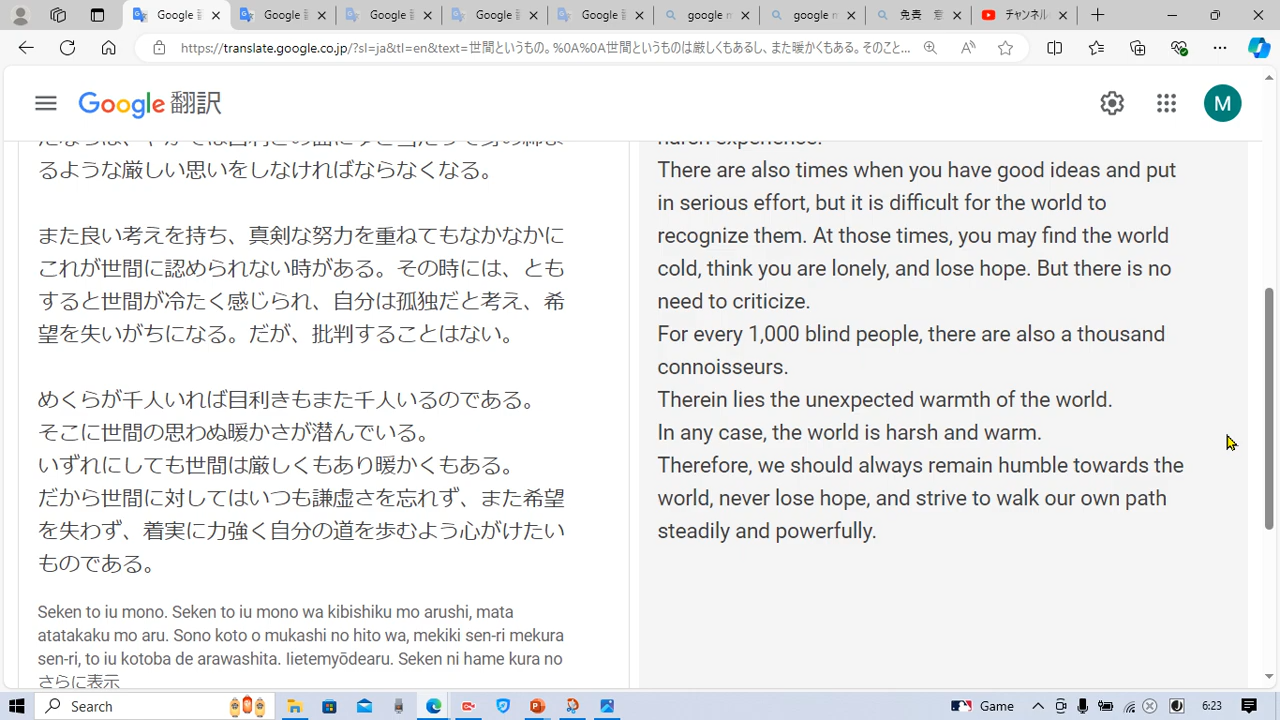 Google 翻
Google 翻
Google 翻
Google 翻
Google 翻
google m
google m
チャンネル
https://translate.google.co.jp/?sl=ja&tl=en&text=世間というもの。%0A%0A世間というものは厳しくもあるし、また暖かくもある。そのこと...
Google 翻訳
M
るような厳しい思いをしなければならなくなる。
また良い考えを持ち、真剣な努力を重ねてもなかなかに
これが世間に認められない時がある。その時には、とも
すると世間が冷たく感じられ、自分は孤独だと考え、希
望を失いがちになる。だが、批判することはない。
めくらが千人いれば目利きもまた千人いるのである。
そこに世間の思わぬ暖かさが潜んでいる。
いずれにしても世間は厳しくもあり暖かくもある。
だから世間に対してはいつも謙虚さを忘れず、また希望
を失わず、着実に力強く自分の道を歩むよう心がけたい
ものである。
Seken to iu mono. Seken to iu mono wa kibishiku mo arushi, mata
atatakaku mo aru. Sono koto o mukashi no hito wa, mekiki sen-ri mekura
sen-ri, to iu kotoba de arawashita. Iietemyōdearu. Seken ni hame kura no
さらに表示
harsh experience.
There are also times when you have good ideas and put
in serious effort, but it is difficult for the world to
recognize them. At those times, you may find the world
cold, think you are lonely, and lose hope. But there is no
need to criticize.
For every 1,000 blind people, there are also a thousand
connoisseurs.
Therein lies the unexpected warmth of the world.
In any case, the world is harsh and warm.
Therefore, we should always remain humble towards the
world, never lose hope, and strive to walk our own path
steadily and powerfully.
Search
Game
6:23